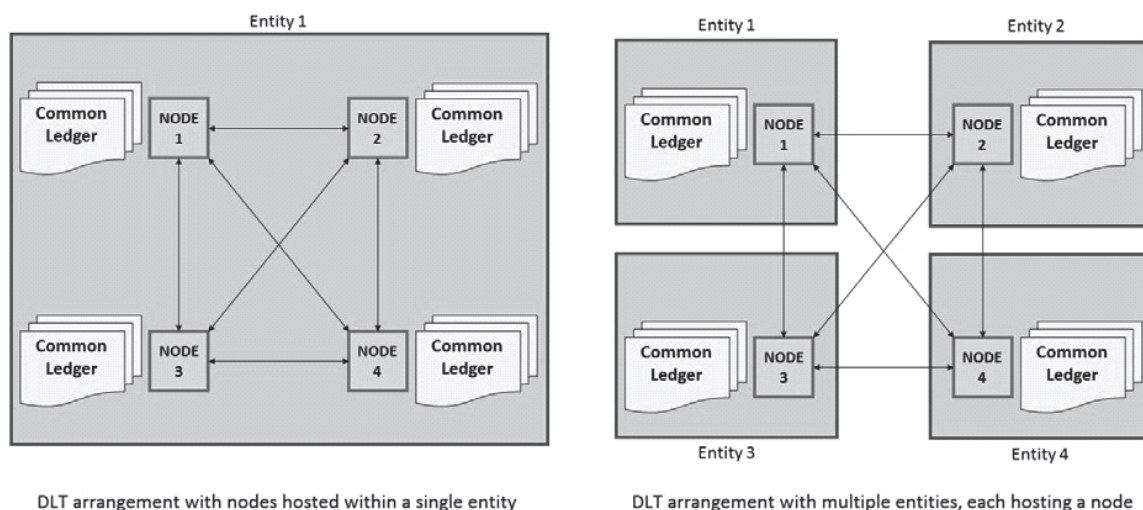 Entity 1
Common
Ledger
NODE
1
NODE
2
Common
Ledger
Common
Ledger
NODE
3
NODE
4
Common
Ledger
DLT arrangement with nodes hosted within a single entity
Entity 1
Entity 2
Common
Ledger
NODE
1
NODE
2
Common
Ledger
Common
Ledger
NODE
3
NODE
4
Common
Ledger
Entity 3
Entity 4
DLT arrangement with multiple entities, each hosting a node